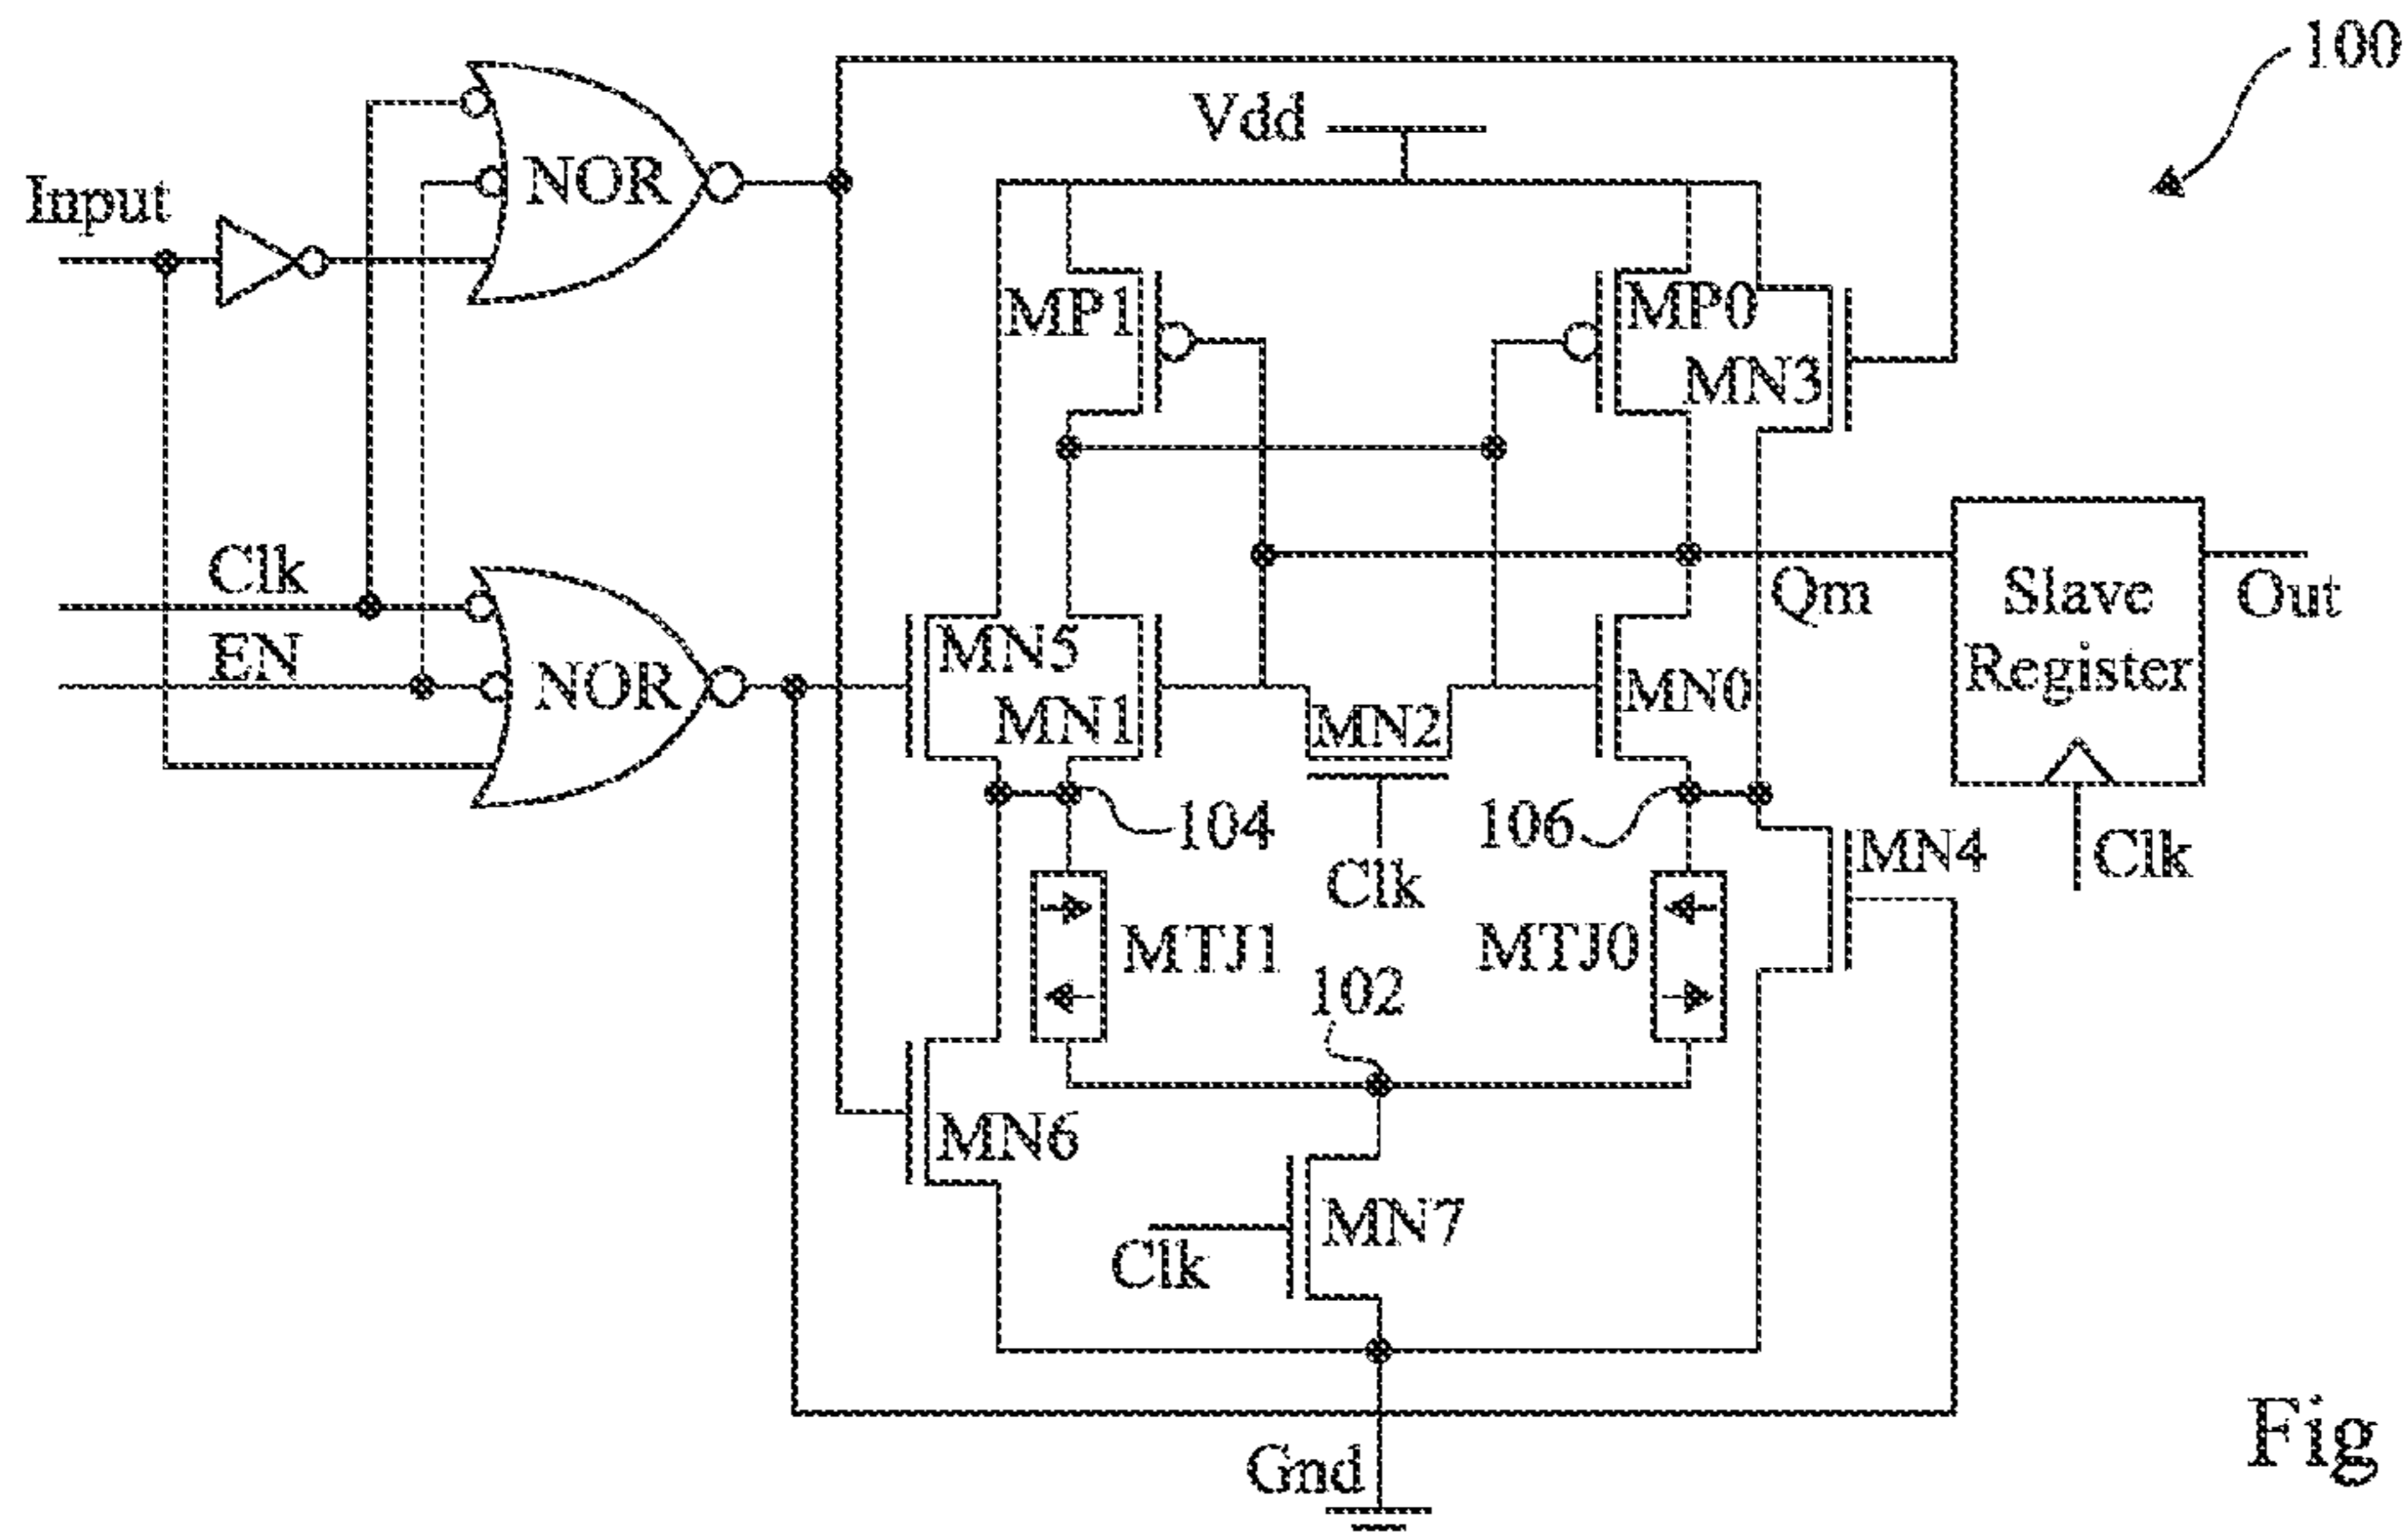 100
Vdd
NOR
Input
MP1
MP0
MN3
Clk
EN
NOR
Qm
Slave
Register
Out
MN5
MN1
MN2
MN0
104
106
Clk
MN4
Clk
MTJ1
MTJ0
102
MN6
MN7
Clk
Gnd
Fig